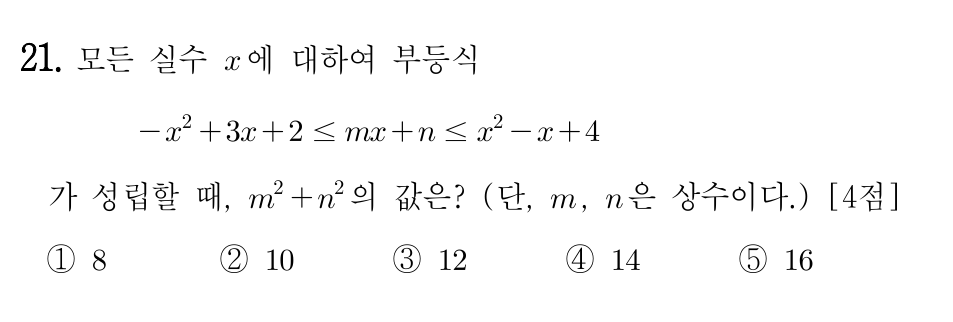 21. 모든 실수 x에 대하여 부등식
−x²+3x+2 ≤ mx+n ≤ x²−x+4
가 성립할 때, m²+n²의 값은? (단, m, n은 상수이다.) [4점]
① 8 ② 10 ③ 12 ④ 14 ⑤ 16